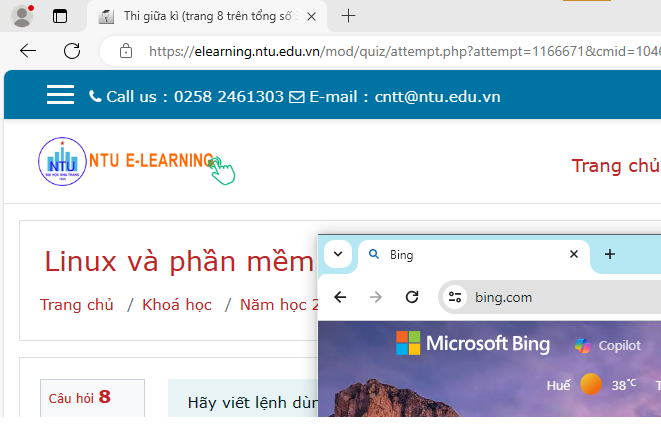 Thi giữa kì (trang 8 trên tổng số
https://elearning.ntu.edu.vn/mod/quiz/attempt.php?attempt=1166671&cmid=1046
Call us : 0258 2461303 E-mail : cntt@ntu.edu.vn
NTU
NTU E-LEARNING
Trang chủ
Linux và phần mềm
Trang chủ / Khoá học / Năm học 2
Câu hỏi 8
Hãy viết lệnh dùn
Bing
bing.com
Microsoft Bing
Copilot
Huế 38°C